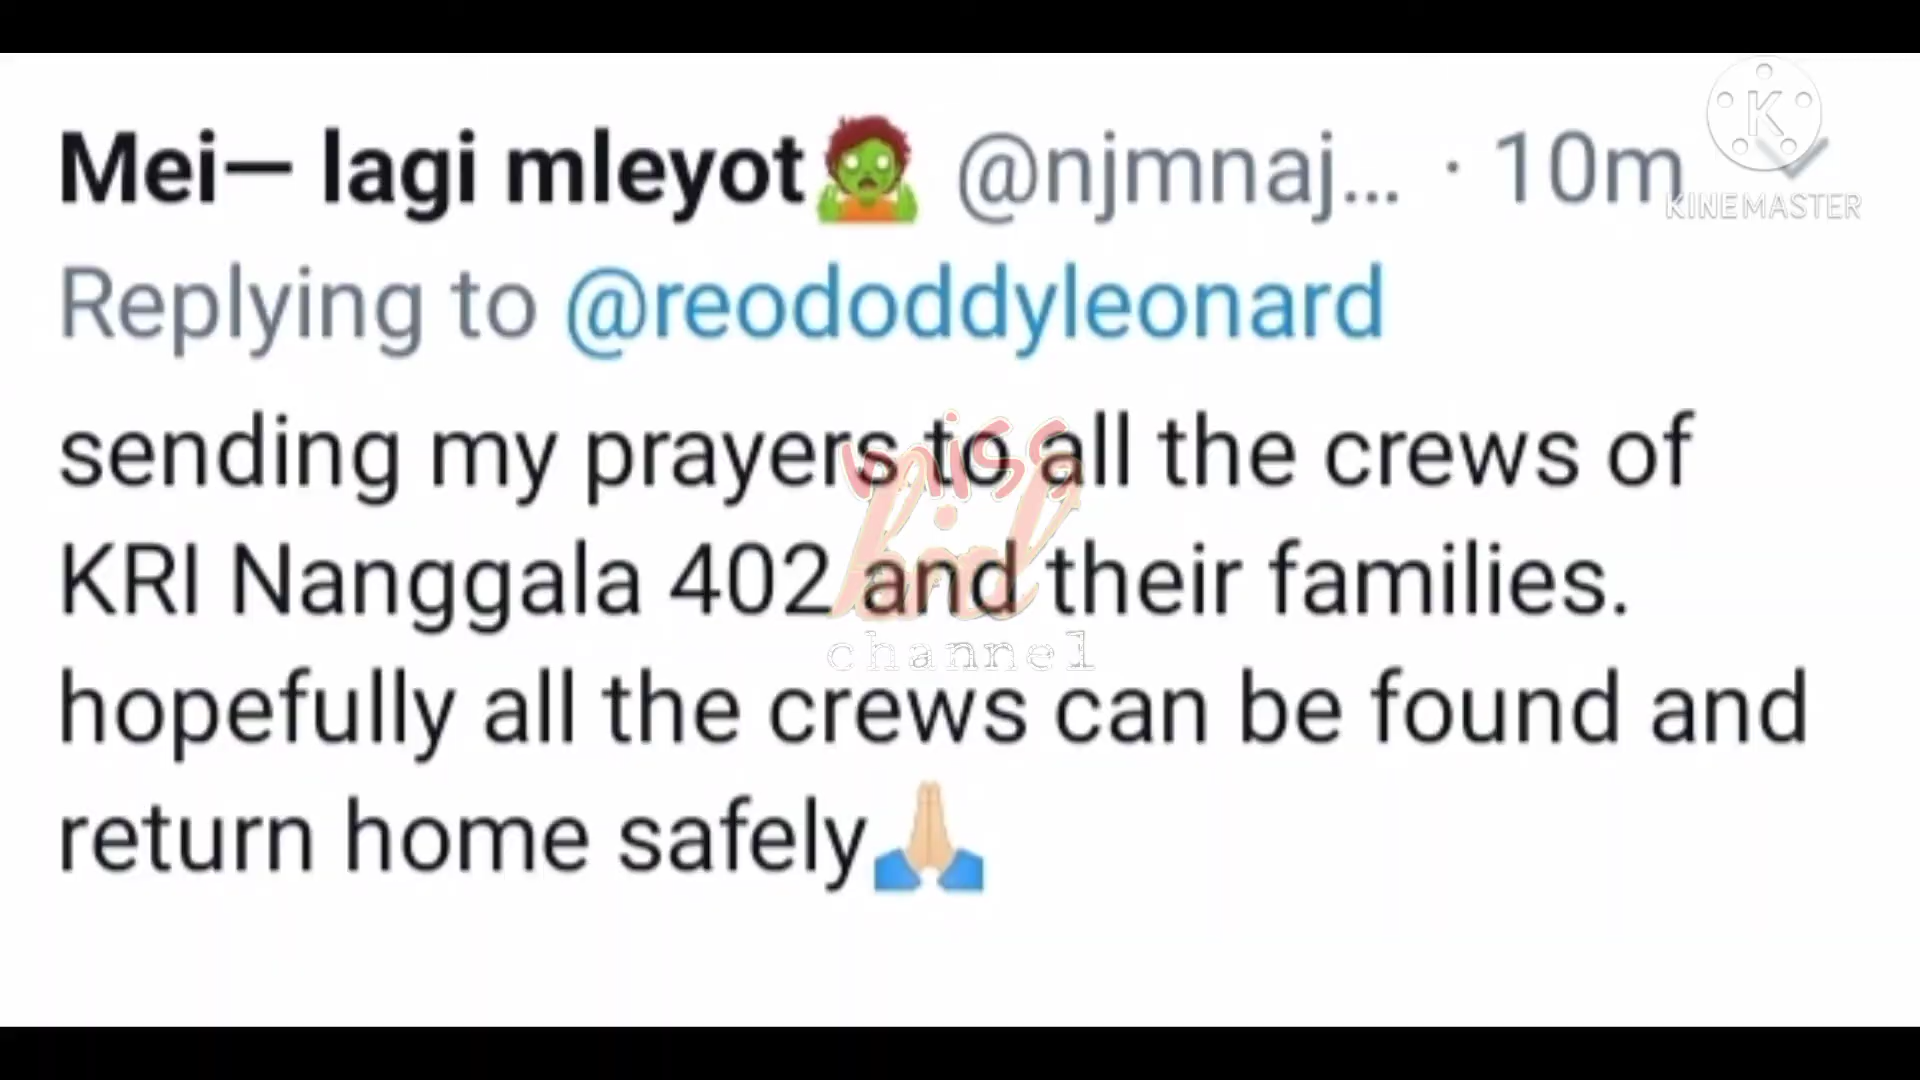 Mei— lagi mleyot🧟 @njmnaj... · 10m
KINEMASTER
Replying to @reododdyleonard
sending my prayers to all the crews of
KRI Nanggala 402 and their families.
hopefully all the crews can be found and
return home safely🙏🏼
miss
channel